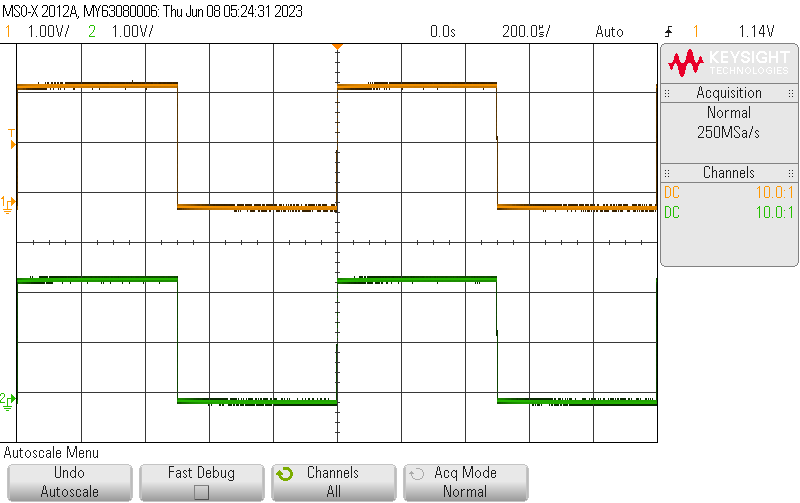 MSO-X 2012A, MY63080006: Thu Jun 08 05:24:31 2023
1 1.00V/ 2 1.00V/ 0.0s 200.0㎲/ Auto 1 1.14V
KEYSIGHT
TECHNOLOGIES
Acquisition
Normal
250MSa/s
Channels
DC 10.0:1
DC 10.0:1
T
1
2
Autoscale Menu
Undo
Autoscale
Fast Debug
Channels
All
Acq Mode
Normal